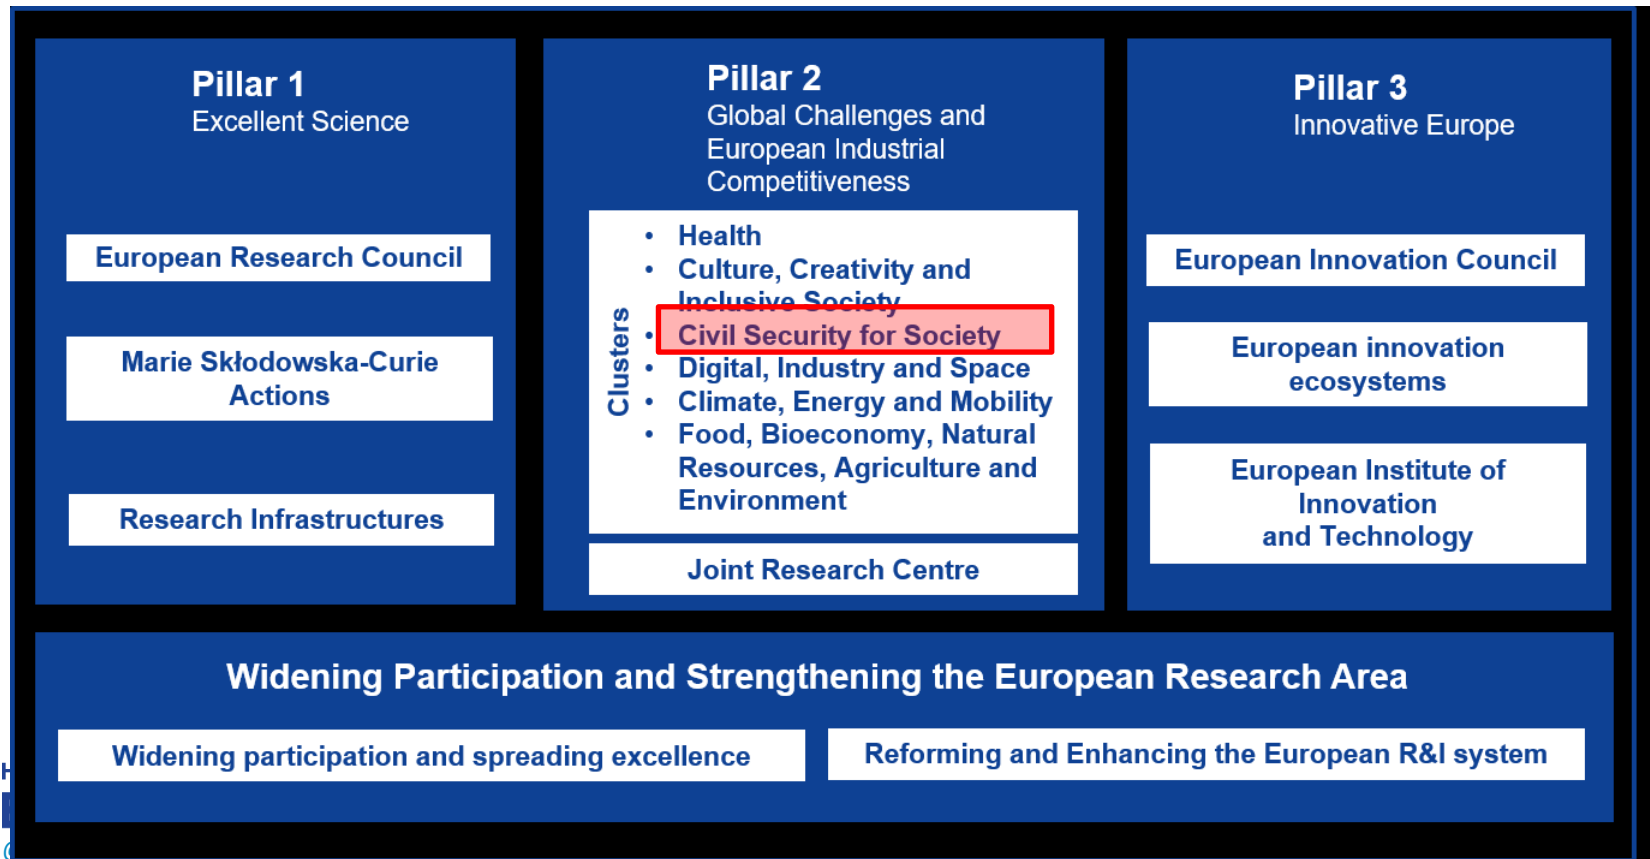 Pillar 1
Excellent Science
European Research Council
Marie Skłodowska-Curie
Actions
Research Infrastructures
Pillar 2
Global Challenges and
European Industrial
Competitiveness
Clusters
• Health
• Culture, Creativity and
Inclusive Society
• Civil Security for Society
• Digital, Industry and Space
• Climate, Energy and Mobility
• Food, Bioeconomy, Natural
Resources, Agriculture and
Environment
Joint Research Centre
Pillar 3
Innovative Europe
European Innovation Council
European innovation
ecosystems
European Institute of
Innovation
and Technology
Widening Participation and Strengthening the European Research Area
Widening participation and spreading excellence
Reforming and Enhancing the European R&I system